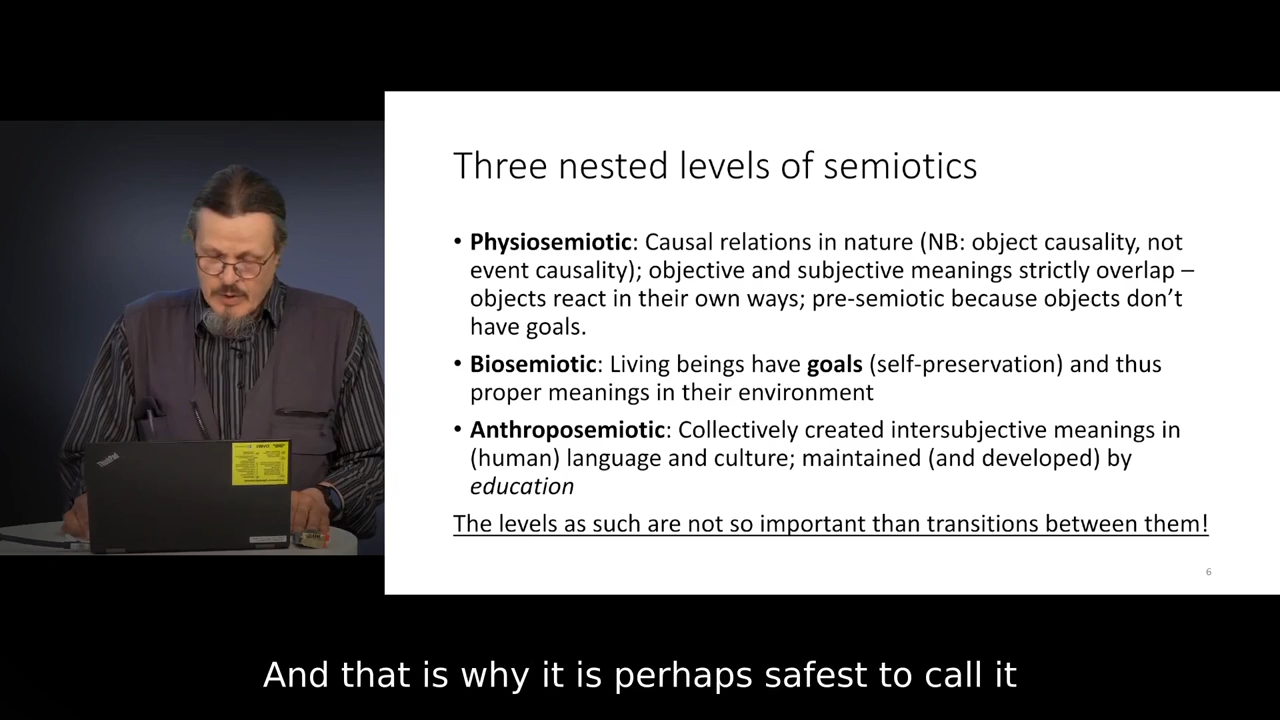 Three nested levels of semiotics
• Physiosemiotic: Causal relations in nature (NB: object causality, not
event causality); objective and subjective meanings strictly overlap –
objects react in their own ways; pre-semiotic because objects don’t
have goals.
• Biosemiotic: Living beings have goals (self-preservation) and thus
proper meanings in their environment
• Anthroposemiotic: Collectively created intersubjective meanings in
(human) language and culture; maintained (and developed) by
education
The levels as such are not so important than transitions between them!
6
ThinkPad
And that is why it is perhaps safest to call it